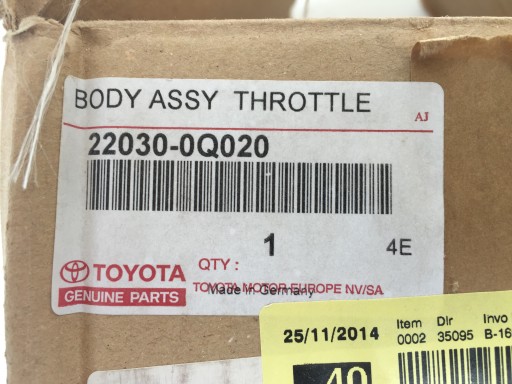 BODY ASSY THROTTLE
AJ
22030-0Q020
QTY : 1 4E
TOYOTA
GENUINE PARTS
TOYOTA MOTOR EUROPE NV/SA
Made in Germany
25/11/2014
Item Dlr Invo
0002 35095 B-16
40